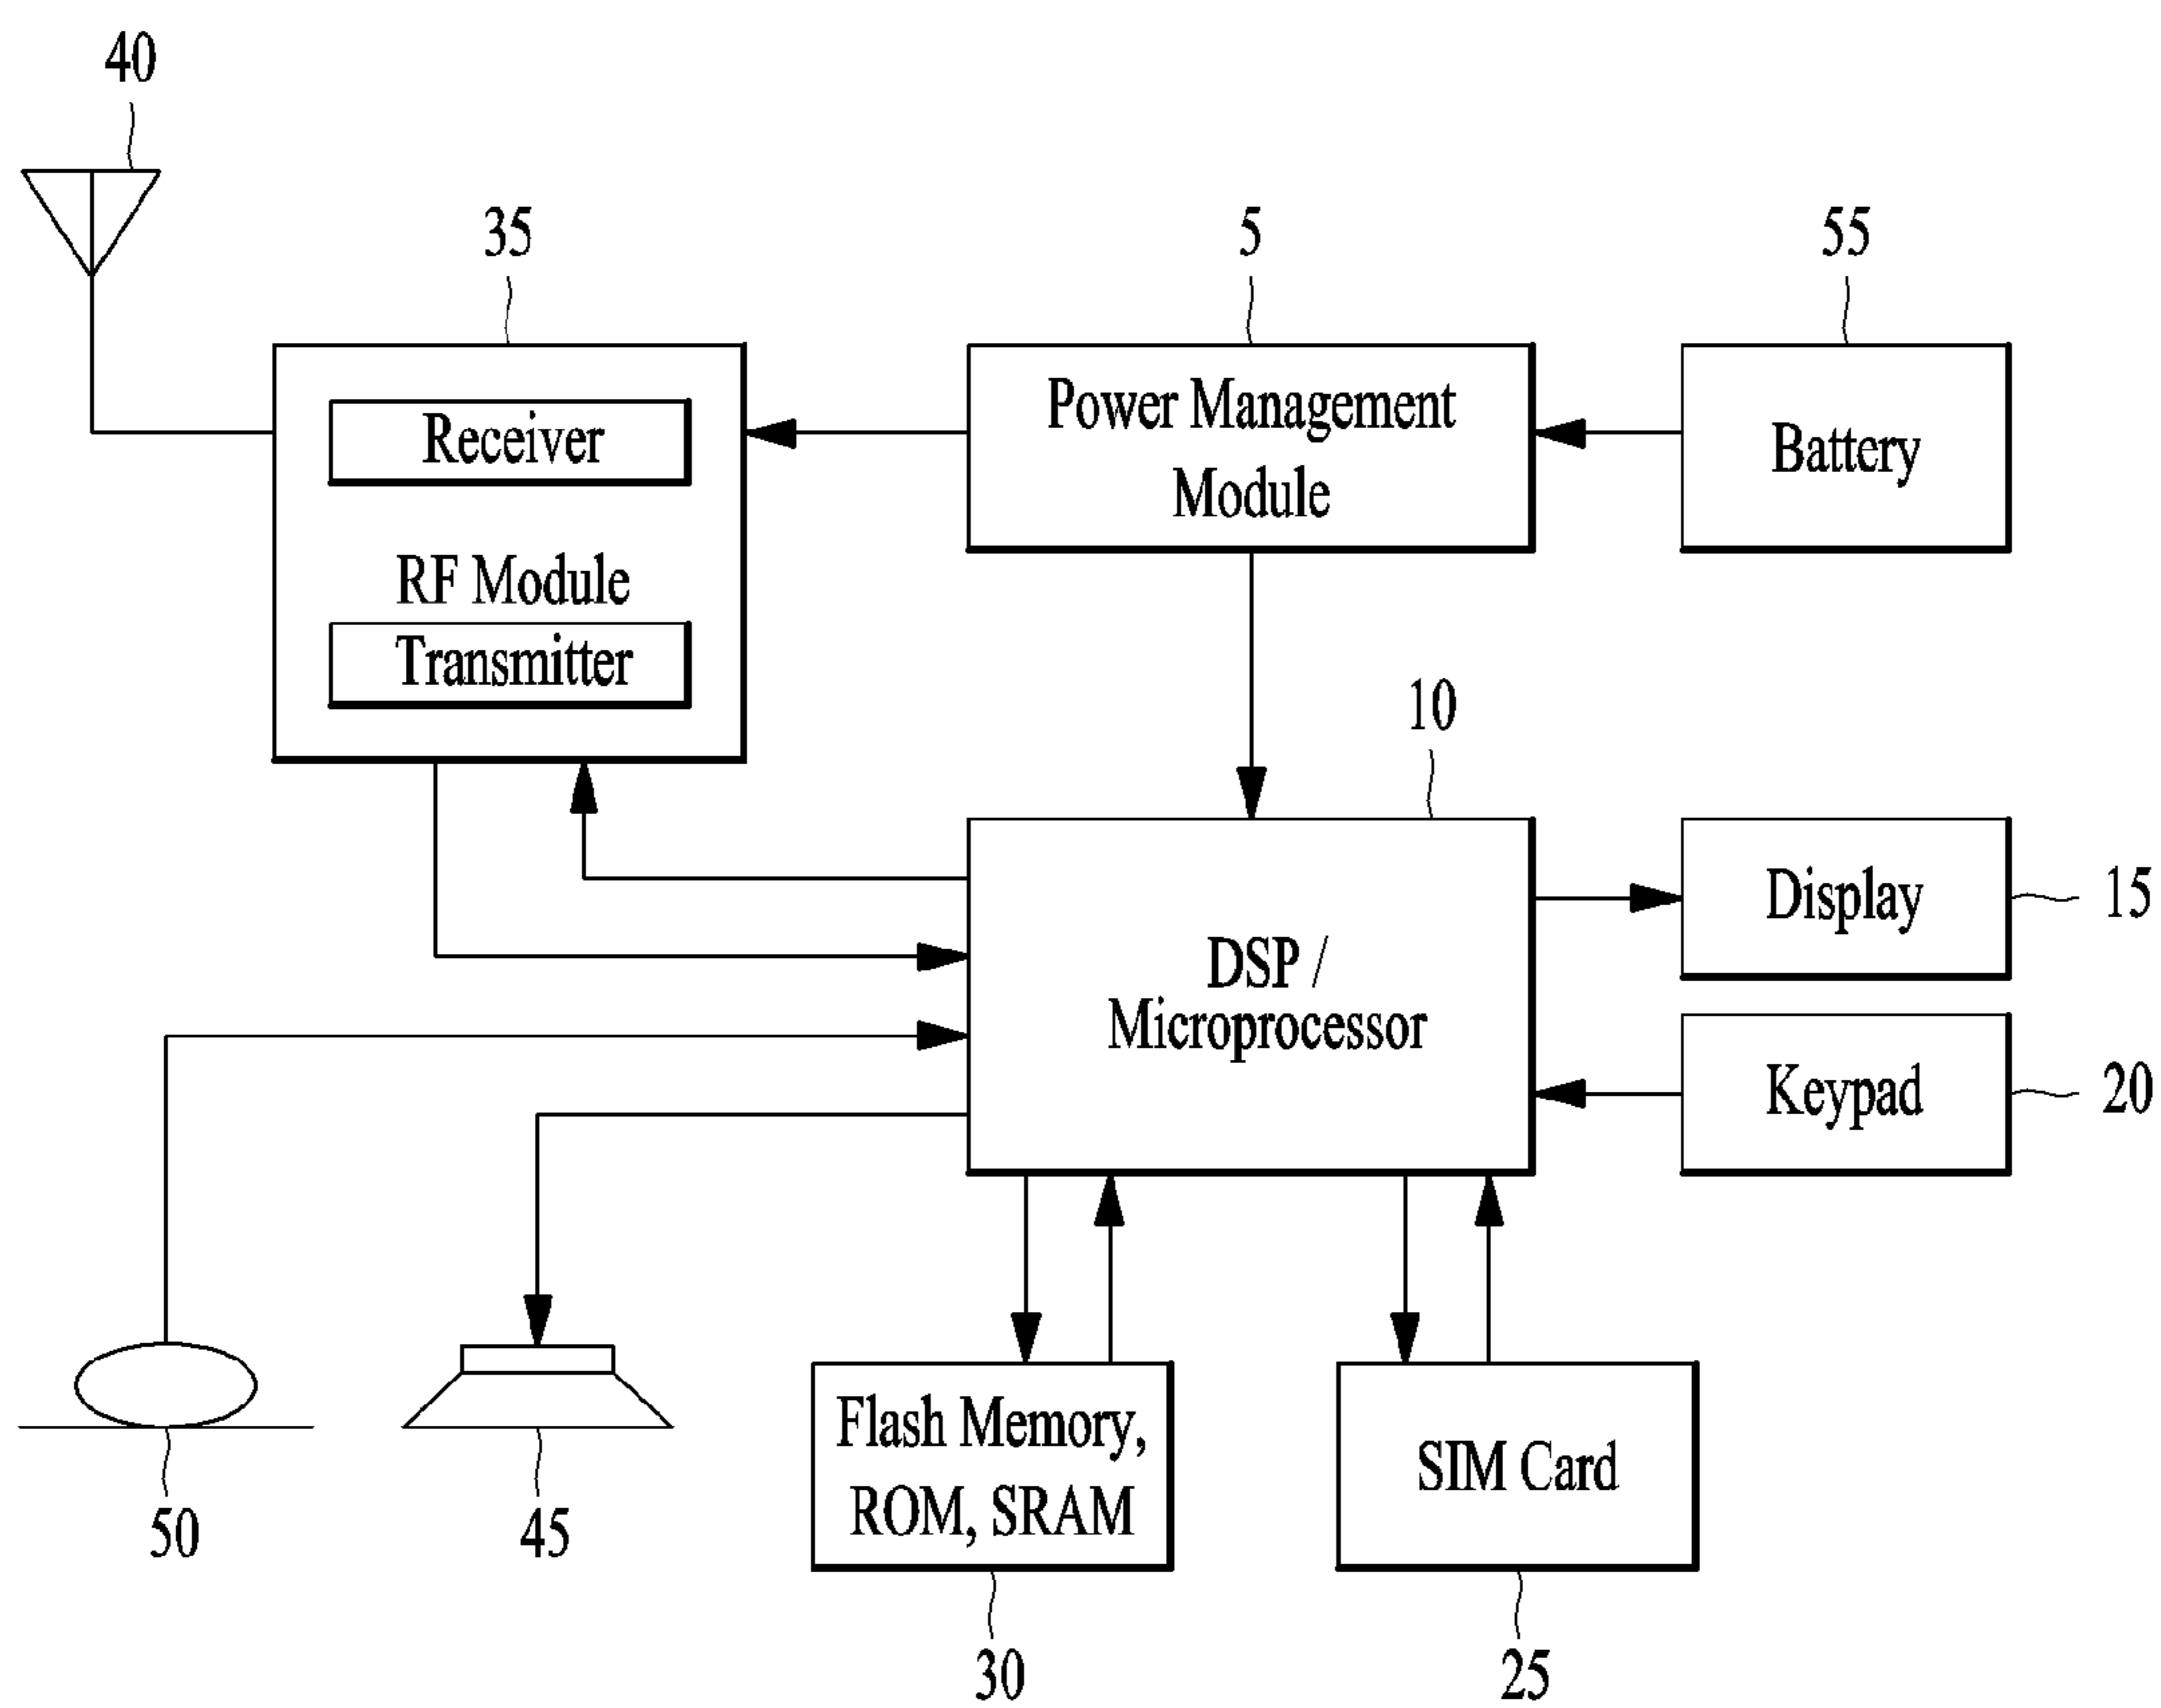 40
35
5
55
Receiver
RF Module
Transmitter
Power Management
Module
Battery
10
DSP /
Microprocessor
Display
15
Keypad
20
Flash Memory,
ROM, SRAM
SIM Card
50
45
30
25